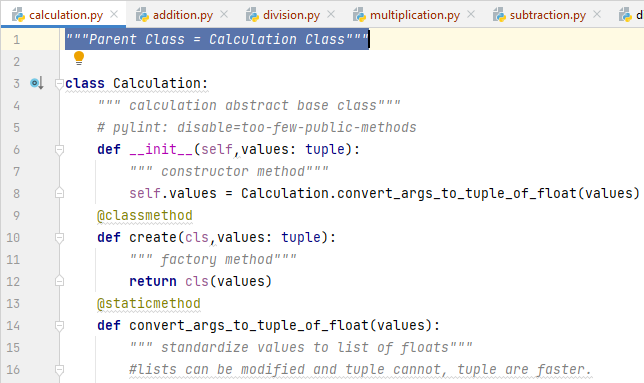 calculation.py addition.py division.py multiplication.py subtraction.py d
1 """Parent Class = Calculation Class"""
2
3 class Calculation:
4 """ calculation abstract base class"""
5 # pylint: disable=too-few-public-methods
6 def __init__(self,values: tuple):
7 """ constructor method"""
8 self.values = Calculation.convert_args_to_tuple_of_float(values)
9 @classmethod
10 def create(cls,values: tuple):
11 """ factory method"""
12 return cls(values)
13 @staticmethod
14 def convert_args_to_tuple_of_float(values):
15 """ standardize values to list of floats"""
16 #lists can be modified and tuple cannot, tuple are faster.